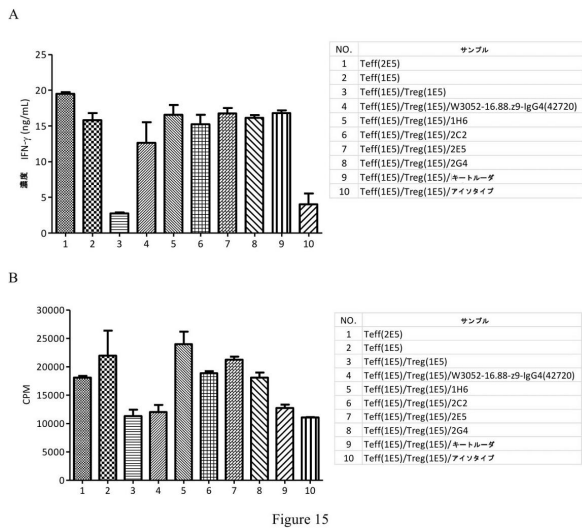 A
濃度 IFN-γ (ng/mL)
25
20
15
10
5
0
1 2 3 4 5 6 7 8 9 10
NO. サンプル
1 Teff(2E5)
2 Teff(1E5)
3 Teff(1E5)/Treg(1E5)
4 Teff(1E5)/Treg(1E5)/W3052-16.88.z9-IgG4(42720)
5 Teff(1E5)/Treg(1E5)/1H6
6 Teff(1E5)/Treg(1E5)/2C2
7 Teff(1E5)/Treg(1E5)/2E5
8 Teff(1E5)/Treg(1E5)/2G4
9 Teff(1E5)/Treg(1E5)/キートルーダ
10 Teff(1E5)/Treg(1E5)/アイソタイプ
B
CPM
30000
25000
20000
15000
10000
5000
0
1 2 3 4 5 6 7 8 9 10
NO. サンプル
1 Teff(2E5)
2 Teff(1E5)
3 Teff(1E5)/Treg(1E5)
4 Teff(1E5)/Treg(1E5)/W3052-16.88-z9-IgG4(42720)
5 Teff(1E5)/Treg(1E5)/1H6
6 Teff(1E5)/Treg(1E5)/2C2
7 Teff(1E5)/Treg(1E5)/2E5
8 Teff(1E5)/Treg(1E5)/2G4
9 Teff(1E5)/Treg(1E5)/キートルーダ
10 Teff(1E5)/Treg(1E5)/アイソタイプ
Figure 15